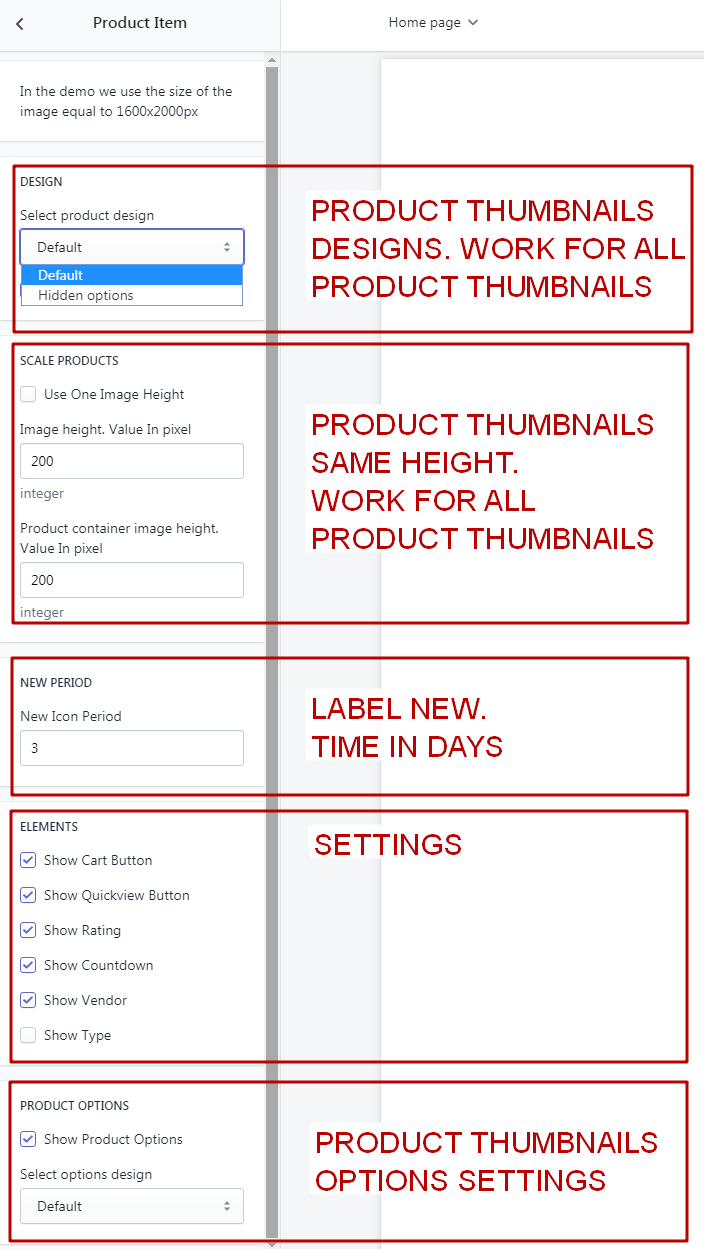 Product Item
Home page
In the demo we use the size of the
image equal to 1600x2000px
DESIGN
Select product design
Default
Default
Hidden options
PRODUCT THUMBNAILS
DESIGNS. WORK FOR ALL
PRODUCT THUMBNAILS
SCALE PRODUCTS
Use One Image Height
Image height. Value In pixel
200
integer
Product container image height.
Value In pixel
200
integer
PRODUCT THUMBNAILS
SAME HEIGHT.
WORK FOR ALL
PRODUCT THUMBNAILS
NEW PERIOD
New Icon Period
3
LABEL NEW.
TIME IN DAYS
ELEMENTS
Show Cart Button
Show Quickview Button
Show Rating
Show Countdown
Show Vendor
Show Type
SETTINGS
PRODUCT OPTIONS
Show Product Options
Select options design
Default
PRODUCT THUMBNAILS
OPTIONS SETTINGS